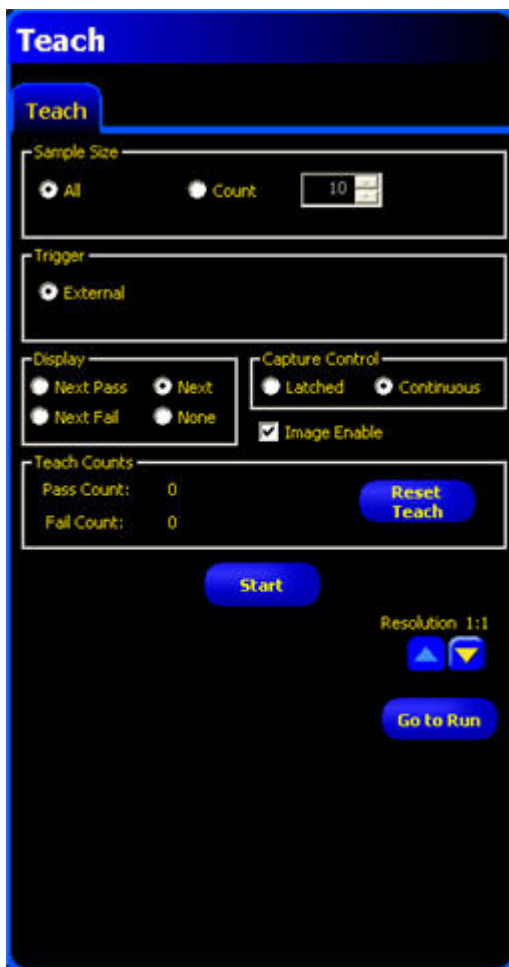 Teach
Teach
Sample Size
All Count 10
Trigger
External
Display
Next Pass Next
Next Fail None
Capture Control
Latched Continuous
Image Enable
Teach Counts
Pass Count: 0
Fail Count: 0
Reset
Teach
Start
Resolution 1:1
Go to Run